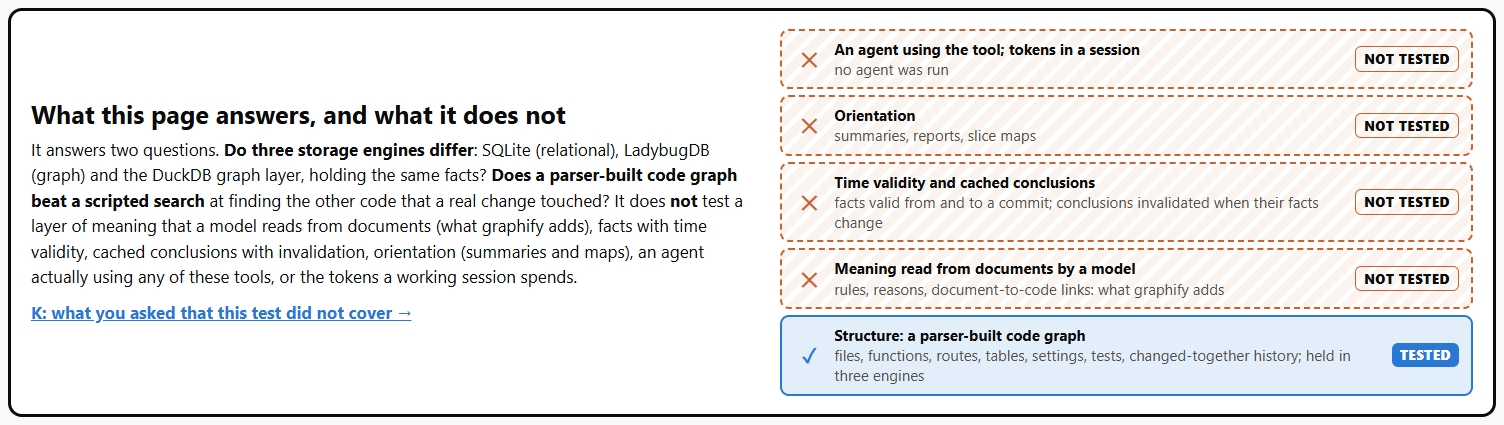 What this page answers, and what it does not
It answers two questions. Do three storage engines differ: SQLite (relational), LadybugDB
(graph) and the DuckDB graph layer, holding the same facts? Does a parser-built code graph
beat a scripted search at finding the other code that a real change touched? It does not test a
layer of meaning that a model reads from documents (what graphify adds), facts with time
validity, cached conclusions with invalidation, orientation (summaries and maps), an agent
actually using any of these tools, or the tokens a working session spends.
K: what you asked that this test did not cover →
An agent using the tool; tokens in a session
no agent was run
NOT TESTED
Orientation
summaries, reports, slice maps
NOT TESTED
Time validity and cached conclusions
facts valid from and to a commit; conclusions invalidated when their facts
change
NOT TESTED
Meaning read from documents by a model
rules, reasons, document-to-code links: what graphify adds
NOT TESTED
Structure: a parser-built code graph
files, functions, routes, tables, settings, tests, changed-together history; held in
three engines
TESTED